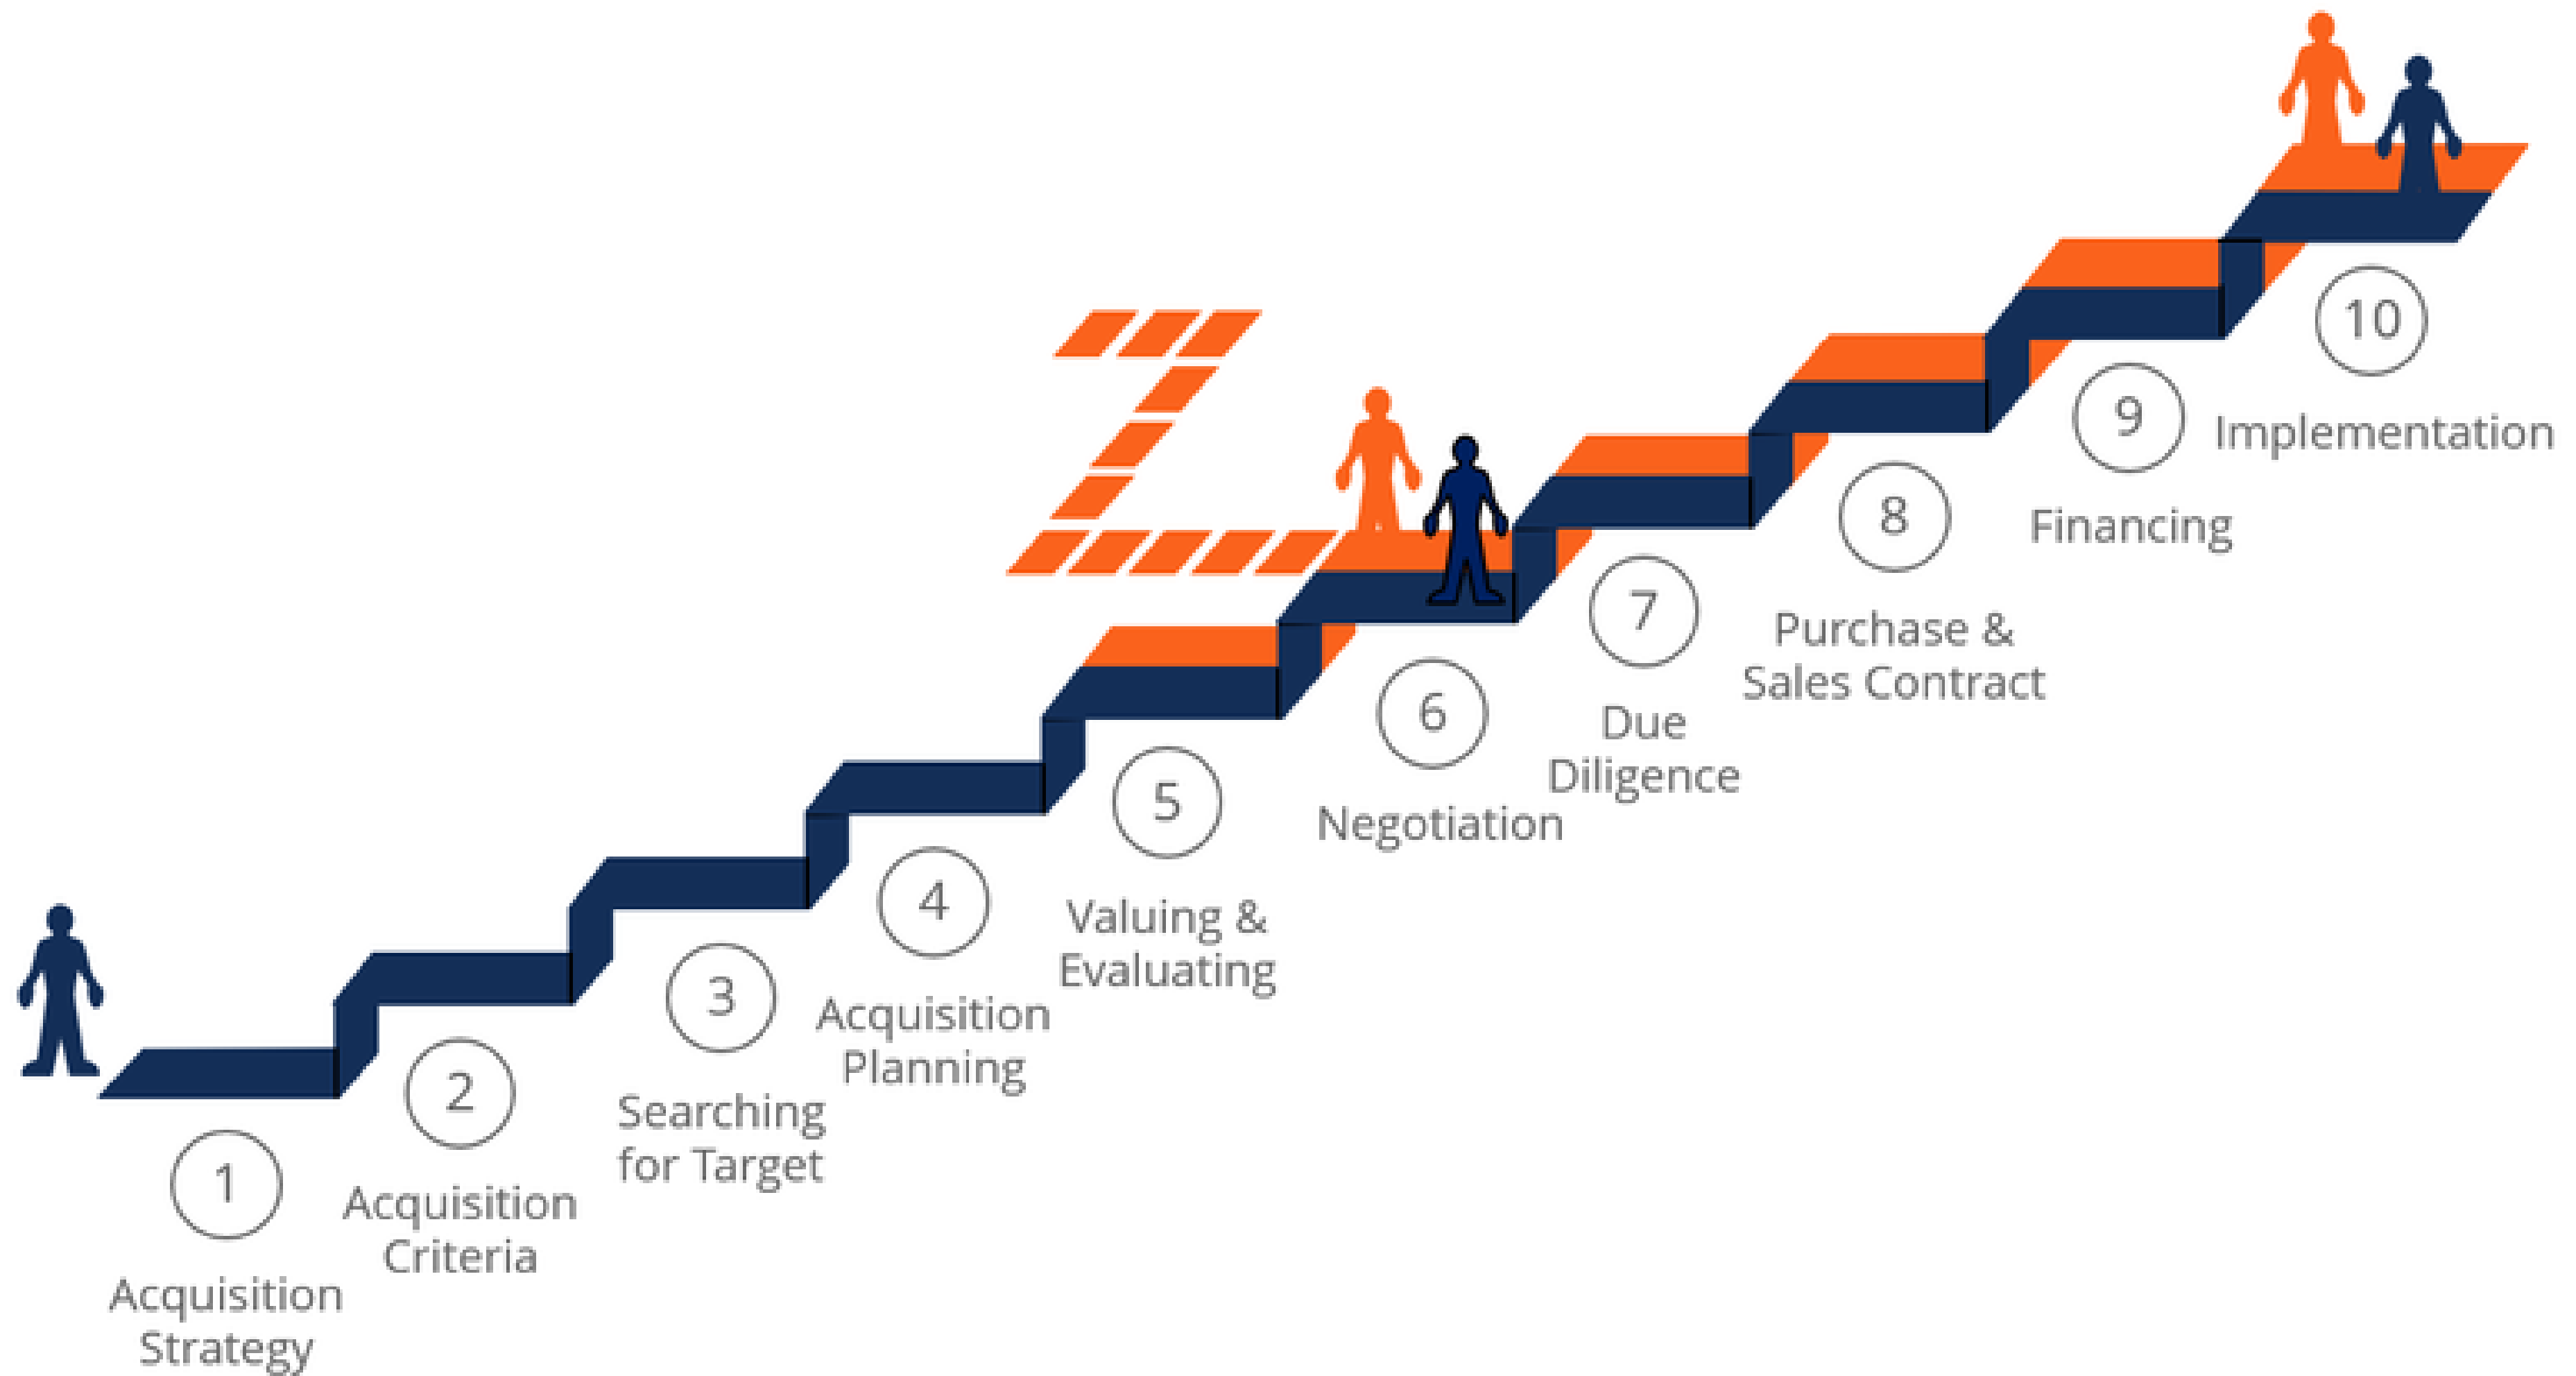 1
Acquisition
Strategy
2
Acquisition
Criteria
3
Searching
for Target
4
Acquisition
Planning
5
Valuing &
Evaluating
6
Negotiation
7
Due
Diligence
8
Purchase &
Sales Contract
9
Financing
10
Implementation